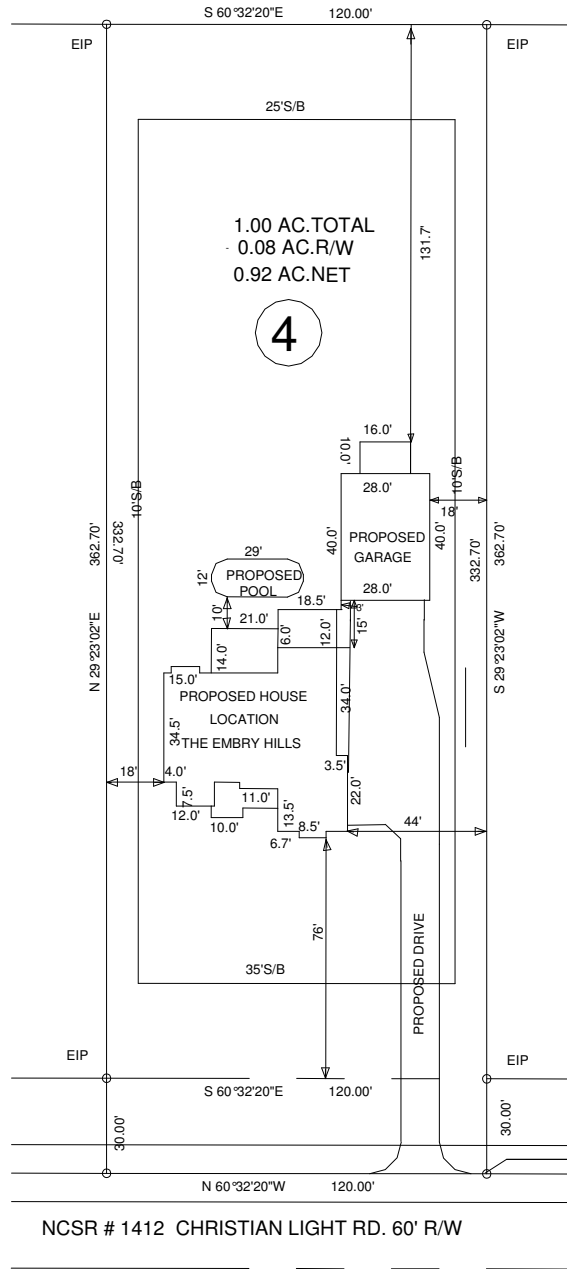 S 60°32'20"E 120.00'
EIP EIP
25'S/B
1.00 AC.TOTAL
0.08 AC.R/W
0.92 AC.NET
131.7'
4
16.0'
10.0'
10'S/B
10'S/B
28.0'
18'
362.70'
332.70'
40.0'
PROPOSED
GARAGE
40.0'
332.70'
362.70'
29'
12'
PROPOSED
POOL
28.0'
18.5'
10'
21.0'
6.0'
12.0'
15'
N 29°23'02"E
S 29°23'02"W
14.0'
15.0'
PROPOSED HOUSE
LOCATION
THE EMBRY HILLS
34.5'
34.0'
18'
4.0'
3.5'
7.5'
11.0'
22.0'
12.0'
10.0'
13.5'
8.5'
6.7'
44'
76'
PROPOSED DRIVE
35'S/B
EIP EIP
S 60°32'20"E 120.00'
30.00'
30.00'
N 60°32'20"W 120.00'
NCSR # 1412 CHRISTIAN LIGHT RD. 60' R/W